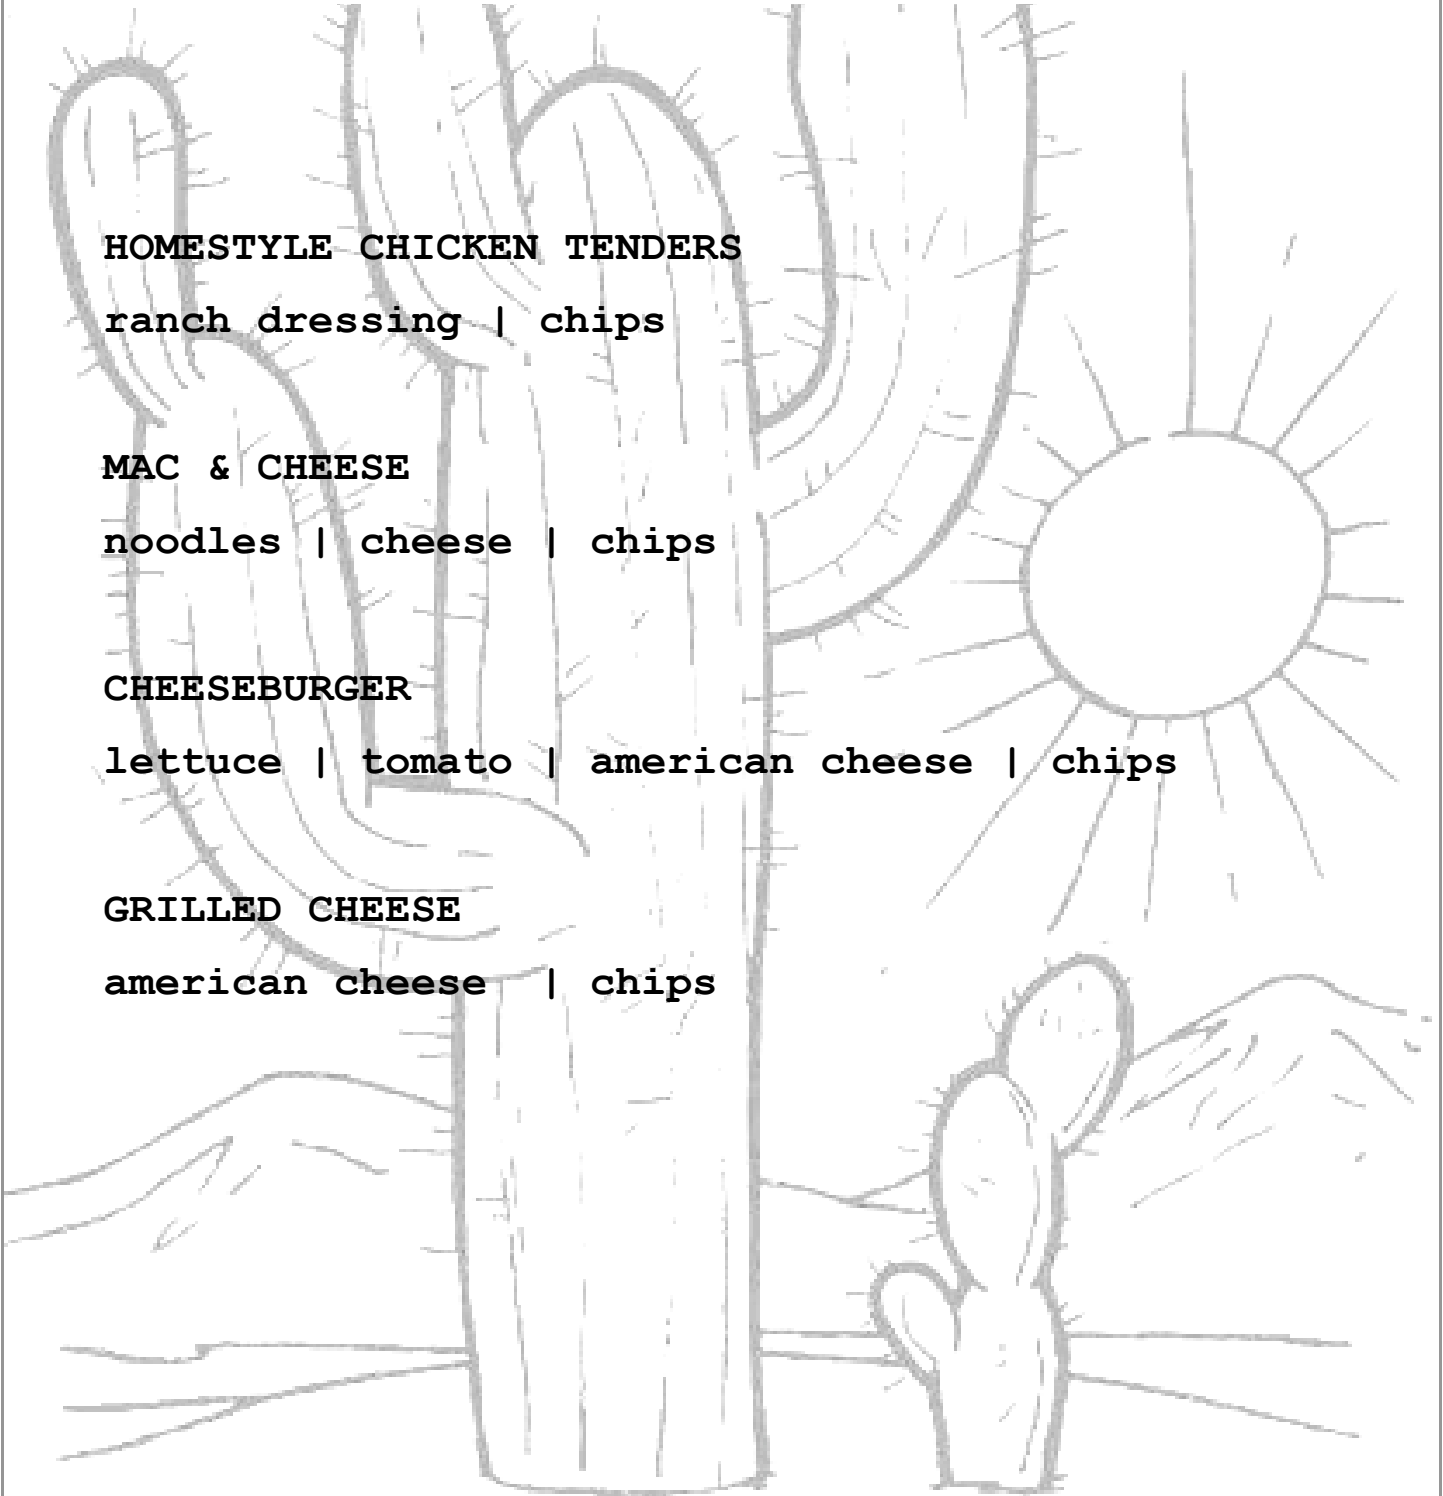 HOMESTYLE CHICKEN TENDERS
ranch dressing | chips
MAC & CHEESE
noodles | cheese | chips
CHEESEBURGER
lettuce | tomato | american cheese | chips
GRILLED CHEESE
american cheese | chips